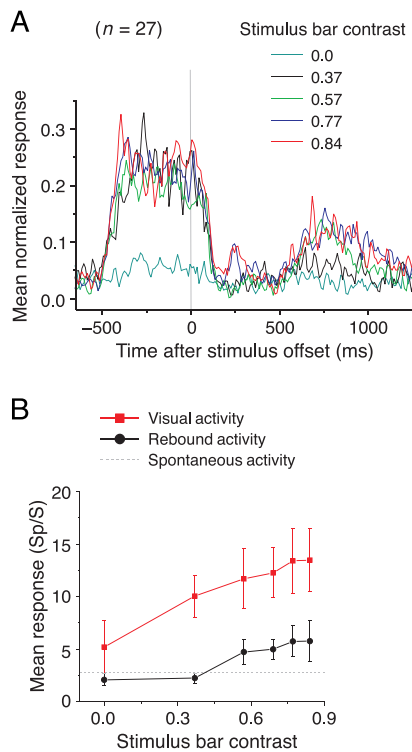 A
(n = 27)
Stimulus bar contrast
0.0
0.37
0.57
0.77
0.84
Mean normalized response
0.3
0.2
0.1
0.0
−500
0
500
1000
Time after stimulus offset (ms)
B
Visual activity
Rebound activity
Spontaneous activity
Mean response (Sp/S)
20
15
10
5
0
0.0
0.3
0.6
0.9
Stimulus bar contrast